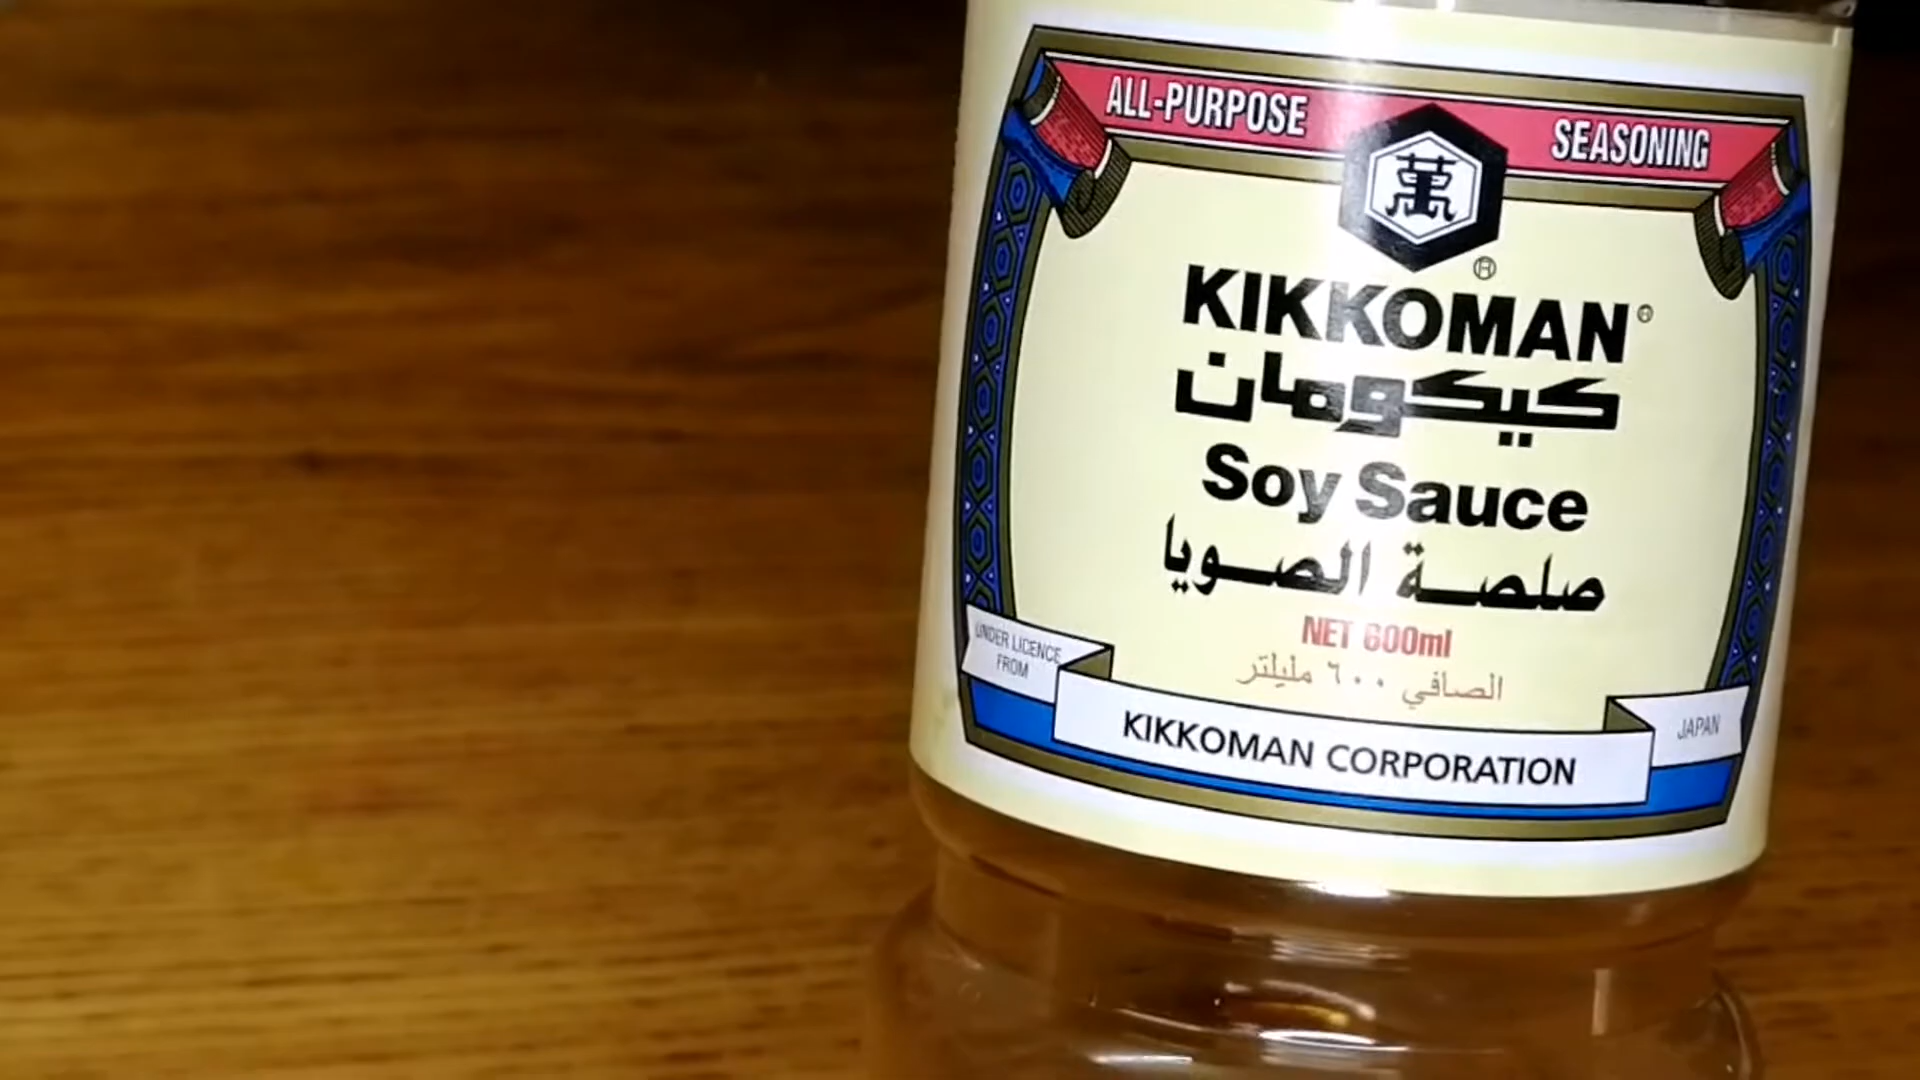 ALL-PURPOSE SEASONING
萬
KIKKOMAN
كيكومان
Soy Sauce
صلصة الصويا
NET 600ml
الصافي ٦٠٠ مليلتر
UNDER LICENCE
FROM
KIKKOMAN CORPORATION
JAPAN